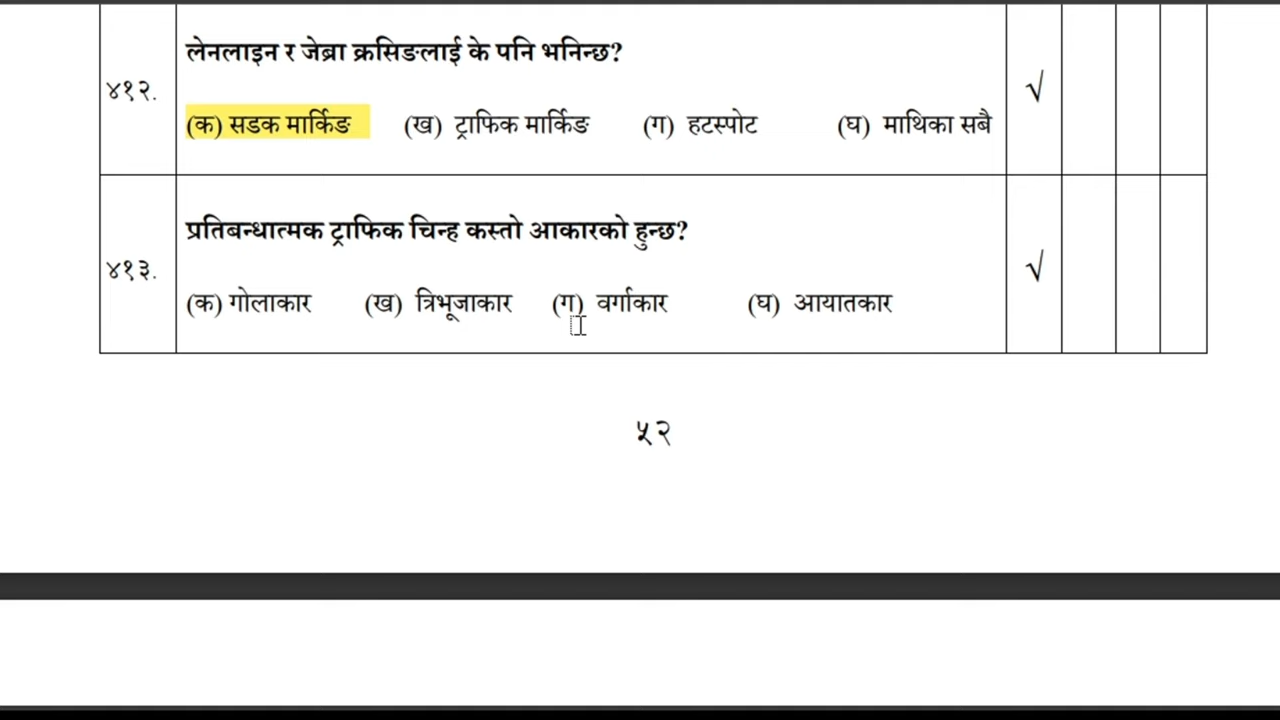 लेनलाइन र जेब्रा क्रसिङलाई के पनि भनिन्छ?
४१२. √
(क) सडक मार्किङ (ख) ट्राफिक मार्किङ (ग) हटस्पोट (घ) माथिका सबै
प्रतिबन्धात्मक ट्राफिक चिन्ह कस्तो आकारको हुन्छ?
४१३. √
(क) गोलाकार (ख) त्रिभूजाकार (ग) वर्गाकार (घ) आयातकार
५२